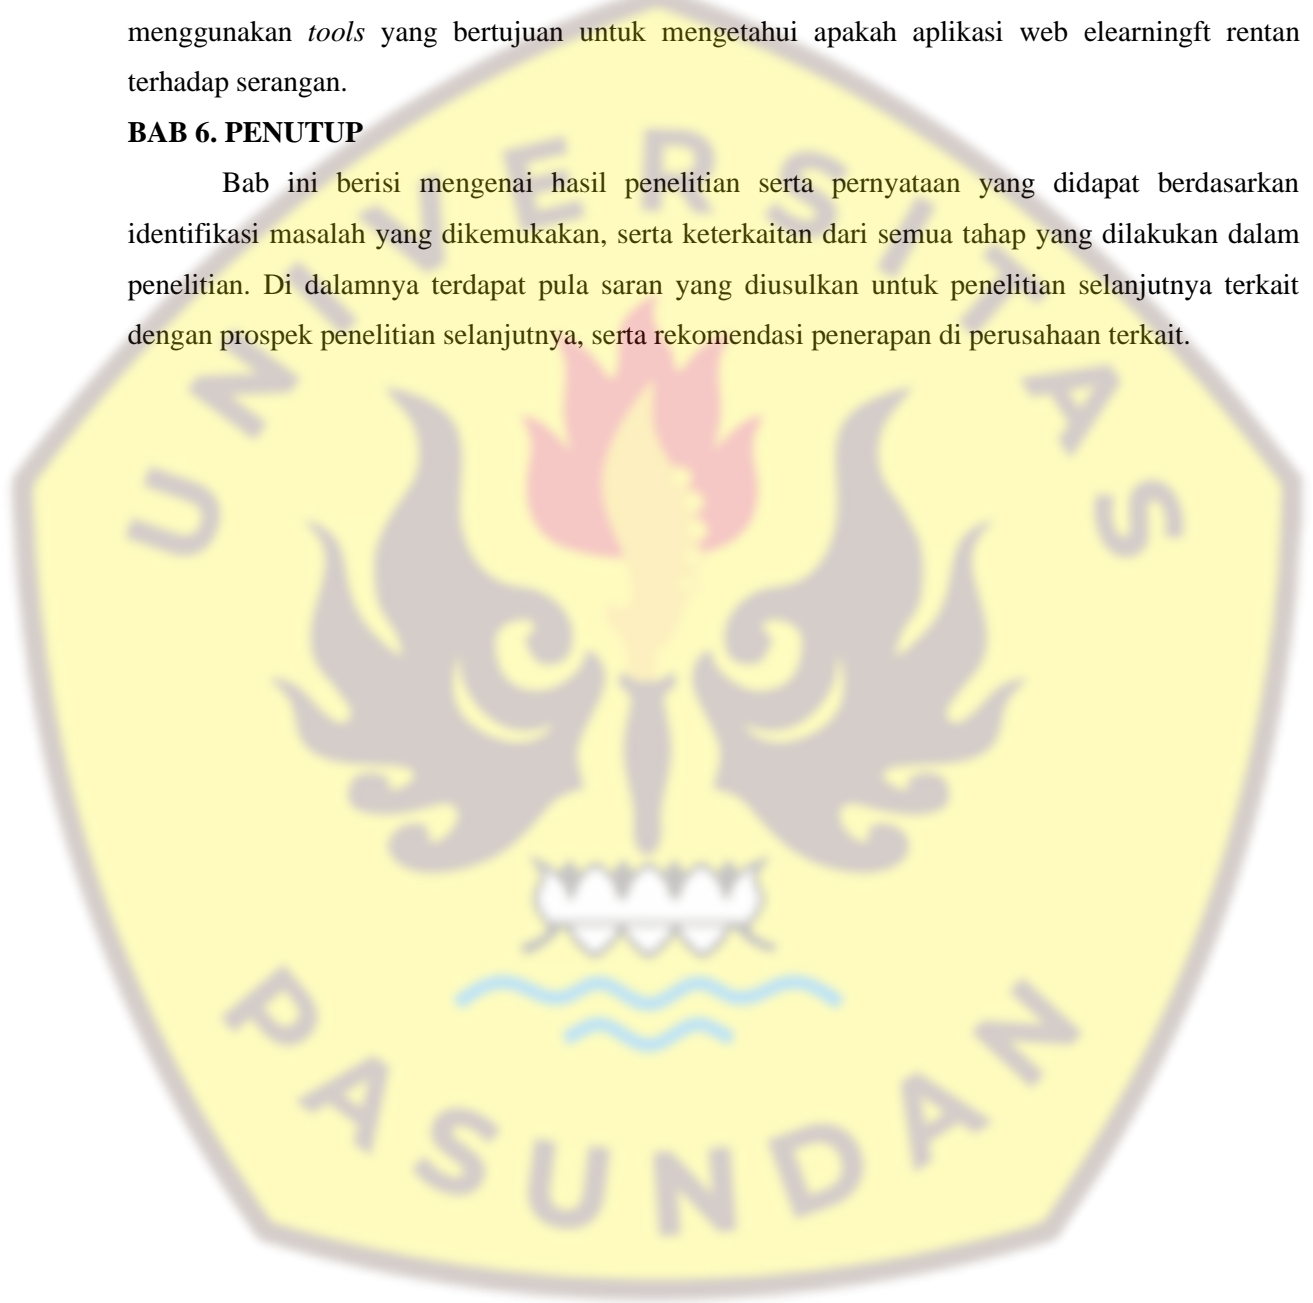 menggunakan tools yang bertujuan untuk mengetahui apakah aplikasi web elearningft rentan
terhadap serangan.
BAB 6. PENUTUP
Bab ini berisi mengenai hasil penelitian serta pernyataan yang didapat berdasarkan
identifikasi masalah yang dikemukakan, serta keterkaitan dari semua tahap yang dilakukan dalam
penelitian. Di dalamnya terdapat pula saran yang diusulkan untuk penelitian selanjutnya terkait
dengan prospek penelitian selanjutnya, serta rekomendasi penerapan di perusahaan terkait.
UNIVERSITAS
PASUNDAN